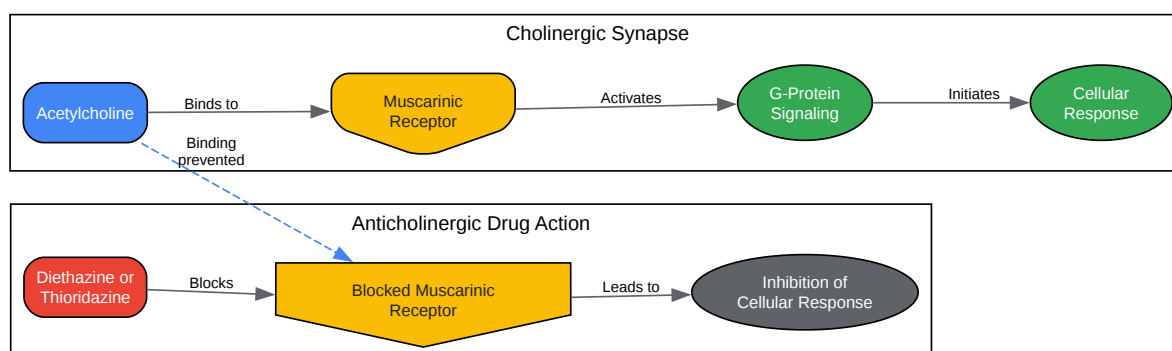 Cholinergic Synapse
Acetylcholine
Binds to
Muscarinic
Receptor
Activates
G-Protein
Signaling
Initiates
Cellular
Response
Binding
prevented
Anticholinergic Drug Action
Diethazine or
Thioridazine
Blocks
Blocked Muscarinic
Receptor
Leads to
Inhibition of
Cellular Response